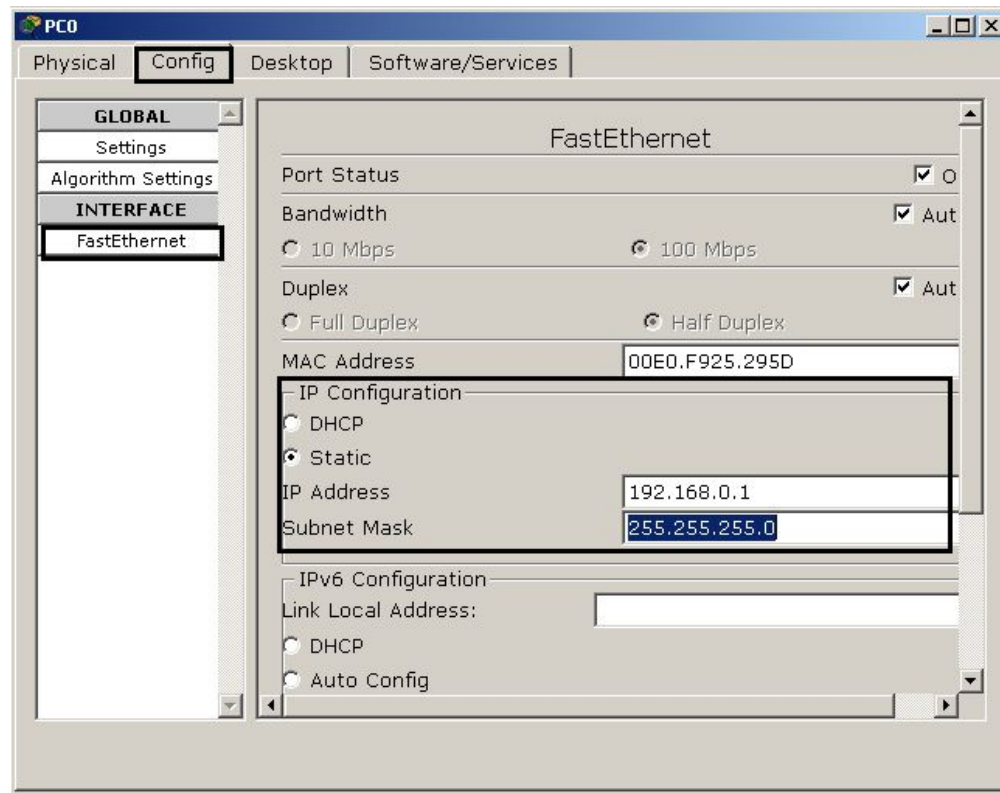 PC0
Physical Config Desktop Software/Services
GLOBAL
Settings
Algorithm Settings
INTERFACE
FastEthernet
FastEthernet
Port Status O
Bandwidth Aut
10 Mbps 100 Mbps
Duplex Aut
Full Duplex Half Duplex
MAC Address 00E0.F925.295D
IP Configuration
DHCP
Static
IP Address 192.168.0.1
Subnet Mask 255.255.255.0
IPv6 Configuration
Link Local Address:
DHCP
Auto Config